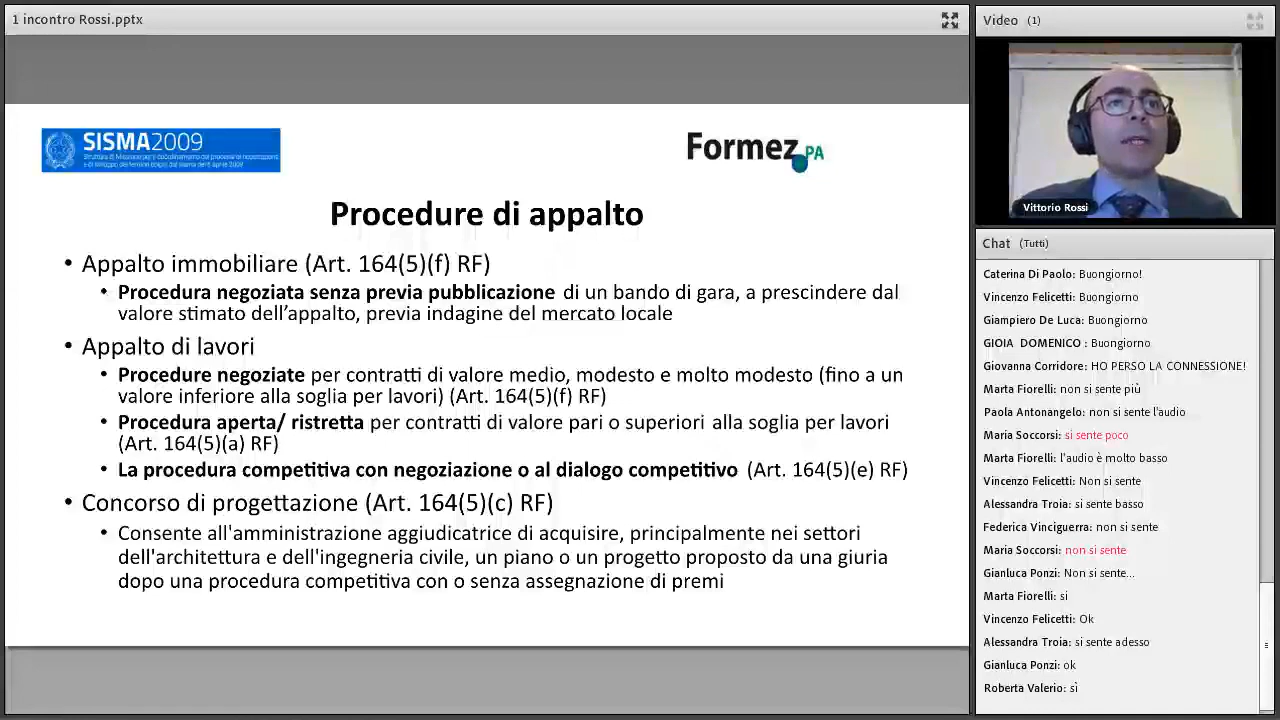 1 incontro Rossi.pptx
SISMA2009
Formez PA
Procedure di appalto
• Appalto immobiliare (Art. 164(5)(f) RF)
• Procedura negoziata senza previa pubblicazione di un bando di gara, a prescindere dal
valore stimato dell'appalto, previa indagine del mercato locale
• Appalto di lavori
• Procedure negoziate per contratti di valore medio, modesto e molto modesto (fino a un
valore inferiore alla soglia per lavori) (Art. 164(5)(f) RF)
• Procedura aperta/ ristretta per contratti di valore pari o superiori alla soglia per lavori
(Art. 164(5)(a) RF)
• La procedura competitiva con negoziazione o al dialogo competitivo (Art. 164(5)(e) RF)
• Concorso di progettazione (Art. 164(5)(c) RF)
• Consente all'amministrazione aggiudicatrice di acquisire, principalmente nei settori
dell'architettura e dell'ingegneria civile, un piano o un progetto proposto da una giuria
dopo una procedura competitiva con o senza assegnazione di premi
Video (1)
Vittorio Rossi
Chat (Tutti)
Caterina Di Paolo: Buongiorno!
Vincenzo Felicetti: Buongiorno
Giampiero De Luca: Buongiorno
GIOIA DOMENICO : Buongiorno
Giovanna Corridore: HO PERSO LA CONNESSIONE!
Marta Fiorelli: non si sente più
Paola Antonangelo: non si sente l'audio
Maria Soccorsi: si sente poco
Marta Fiorelli: l'audio è molto basso
Vincenzo Felicetti: Non si sente
Alessandra Troia: si sente basso
Federica Vinciguerra: non si sente
Maria Soccorsi: non si sente
Gianluca Ponzi: Non si sente...
Marta Fiorelli: si
Vincenzo Felicetti: Ok
Alessandra Troia: si sente adesso
Gianluca Ponzi: ok
Roberta Valerio: sì